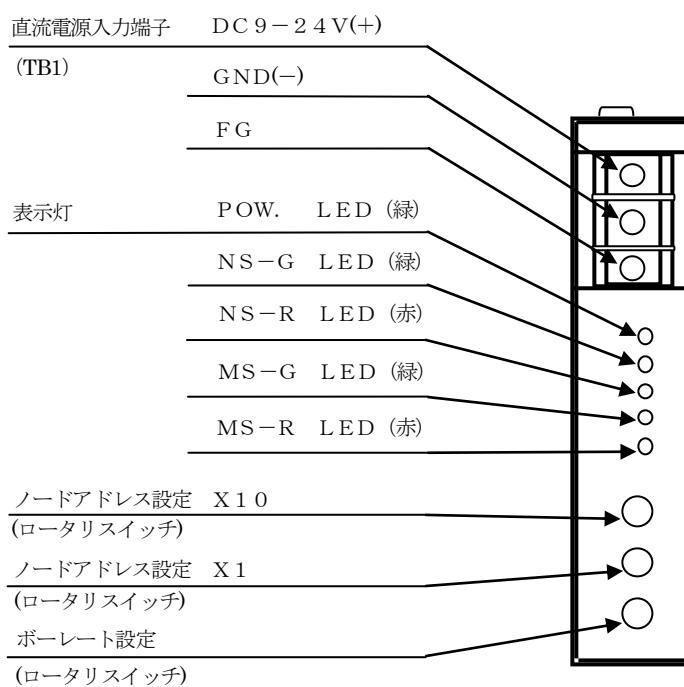 直流電源入力端子 ＤＣ９－２４Ｖ(+)
(TB1)
ＧＮＤ(−)
ＦＧ
表示灯 ＰＯＷ. ＬＥＤ (緑)
ＮＳ－Ｇ ＬＥＤ (緑)
ＮＳ－Ｒ ＬＥＤ (赤)
ＭＳ－Ｇ ＬＥＤ (緑)
ＭＳ－Ｒ ＬＥＤ (赤)
ノードアドレス設定 Ｘ１０
(ロータリスイッチ)
ノードアドレス設定 Ｘ１
(ロータリスイッチ)
ボーレート設定
(ロータリスイッチ)